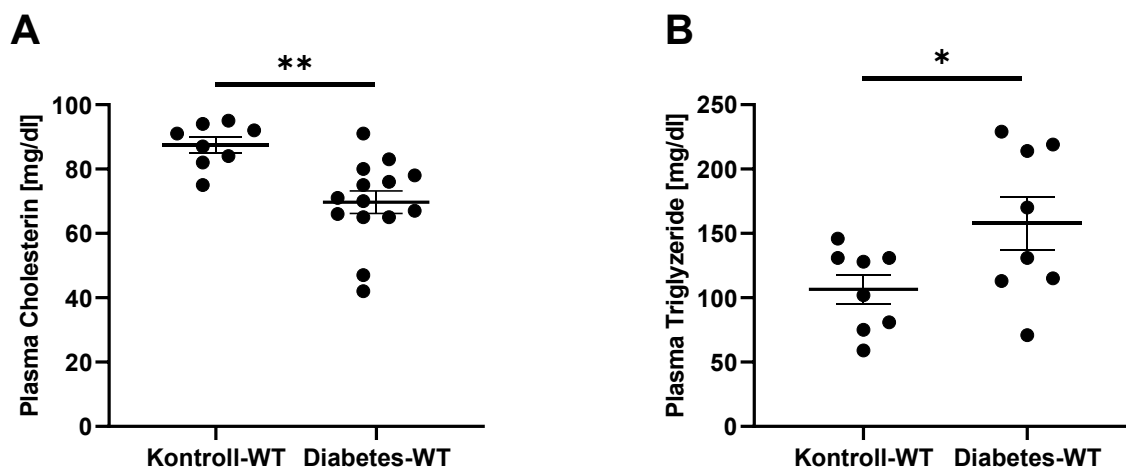 A
**
Plasma Cholesterin [mg/dl]
100
80
60
40
20
0
Kontroll-WT Diabetes-WT
B
*
Plasma Triglyzeride [mg/dl]
250
200
150
100
50
0
Kontroll-WT Diabetes-WT